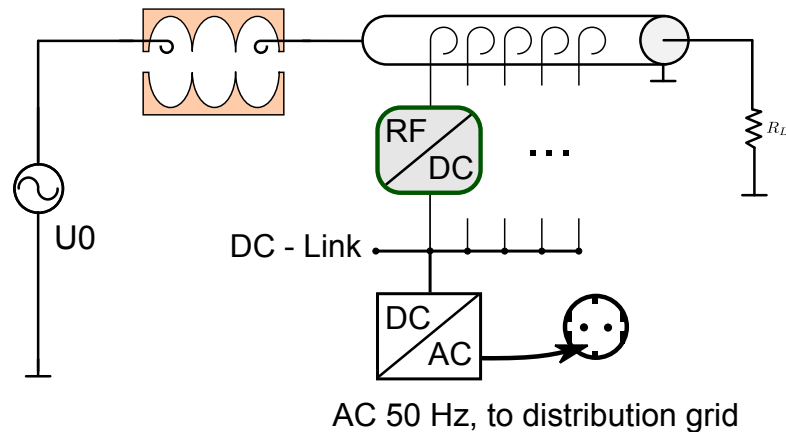 RF
DC
R_L
U0
DC - Link
DC
AC
AC 50 Hz, to distribution grid